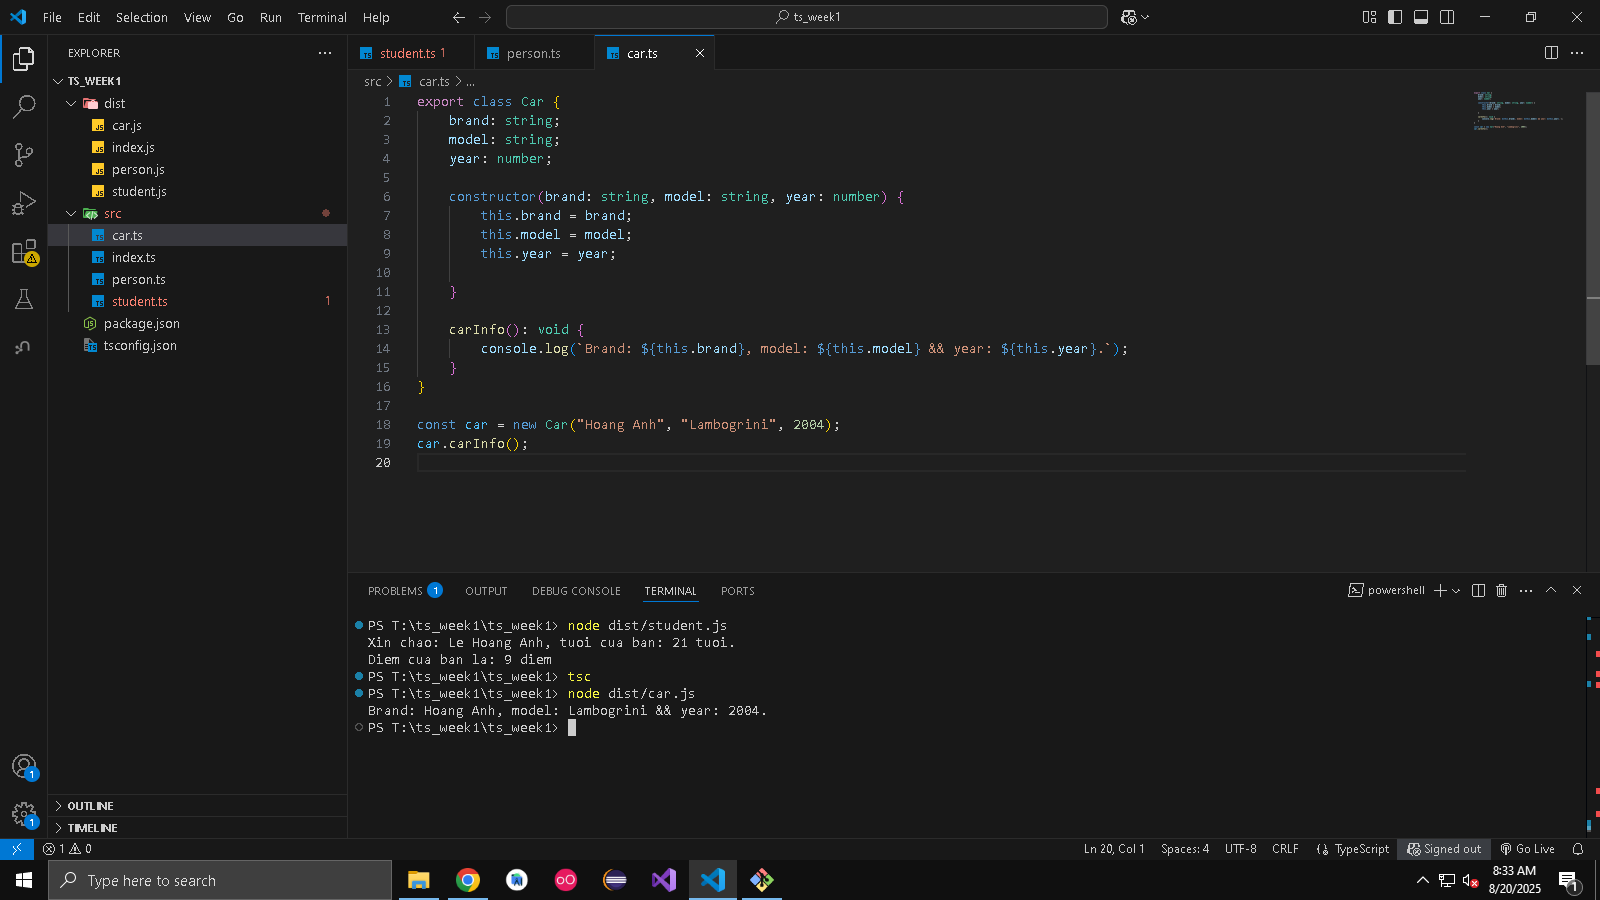 File Edit Selection View Go Run Terminal Help
ts_week1
EXPLORER
TS_WEEK1
dist
car.js
index.js
person.js
student.js
src
car.ts
index.ts
person.ts
student.ts 1
package.json
tsconfig.json
OUTLINE
TIMELINE
student.ts 1
person.ts
car.ts
src > car.ts > ...
1 export class Car {
2 brand: string;
3 model: string;
4 year: number;
5
6 constructor(brand: string, model: string, year: number) {
7 this.brand = brand;
8 this.model = model;
9 this.year = year;
10
11 }
12
13 carInfo(): void {
14 console.log(`Brand: ${this.brand}, model: ${this.model} && year: ${this.year}.`);
15 }
16 }
17
18 const car = new Car("Hoang Anh", "Lambogrini", 2004);
19 car.carInfo();
20
PROBLEMS 1 OUTPUT DEBUG CONSOLE TERMINAL PORTS
powershell
PS T:\ts_week1\ts_week1> node dist/student.js
Xin chao: Le Hoang Anh, tuoi cua ban: 21 tuoi.
Diem cua ban la: 9 diem
PS T:\ts_week1\ts_week1> tsc
PS T:\ts_week1\ts_week1> node dist/car.js
Brand: Hoang Anh, model: Lambogrini && year: 2004.
PS T:\ts_week1\ts_week1>
1
1
1 0
Ln 20, Col 1 Spaces: 4 UTF-8 CRLF {} TypeScript Signed out Go Live
Type here to search
8:33 AM
8/20/2025
1